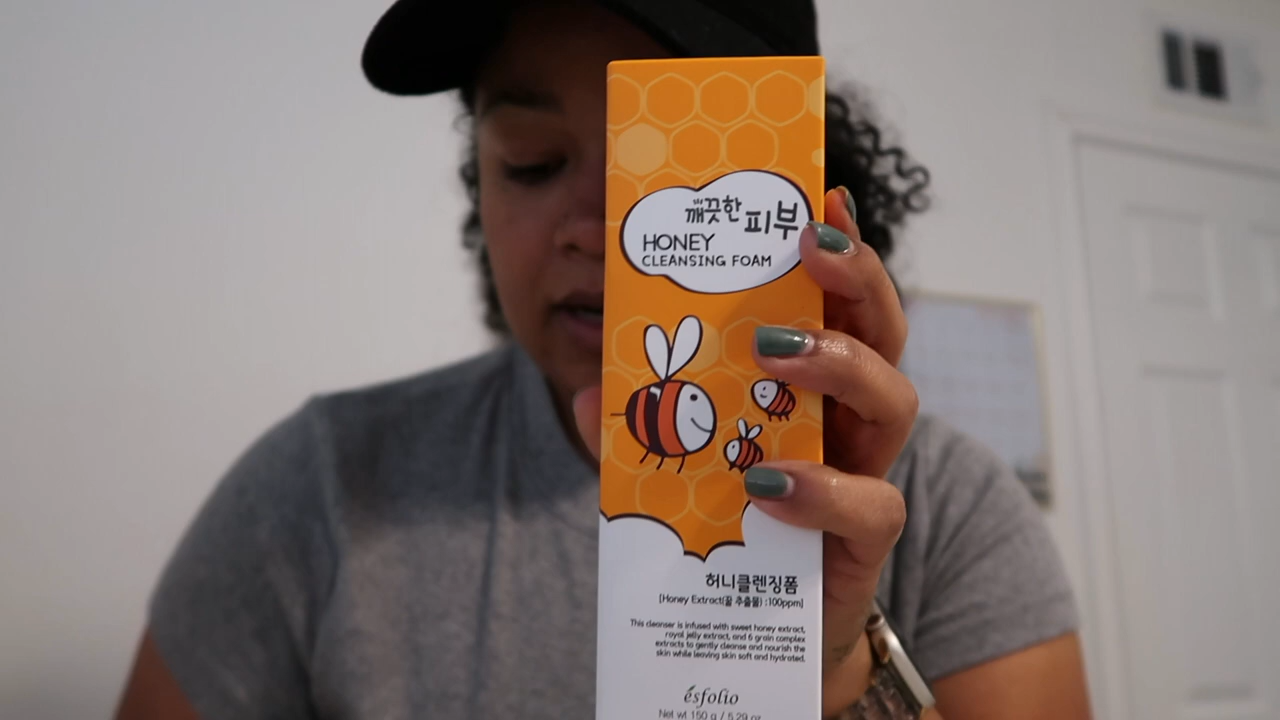 깨끗한 피부
HONEY
CLEANSING FOAM
허니클렌징폼
[Honey Extract(꿀 추출물) :100ppm]
This cleanser is infused with sweet honey extract,
royal jelly extract, and 6 grain complex
extracts to gently cleanse and nourish the
skin while leaving skin soft and hydrated.
ésfolio
Net wt 150 g / 5.29 oz